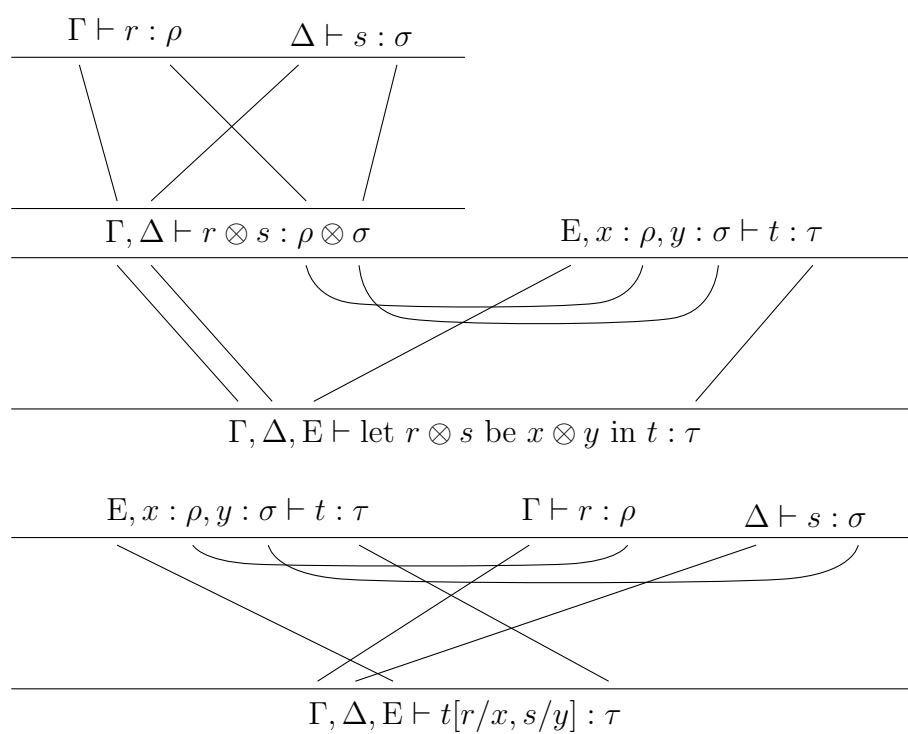 Γ ⊢ r : ρ Δ ⊢ s : σ
Γ, Δ ⊢ r ⊗ s : ρ ⊗ σ E, x : ρ, y : σ ⊢ t : τ
Γ, Δ, E ⊢ let r ⊗ s be x ⊗ y in t : τ
E, x : ρ, y : σ ⊢ t : τ Γ ⊢ r : ρ Δ ⊢ s : σ
Γ, Δ, E ⊢ t[r/x, s/y] : τ